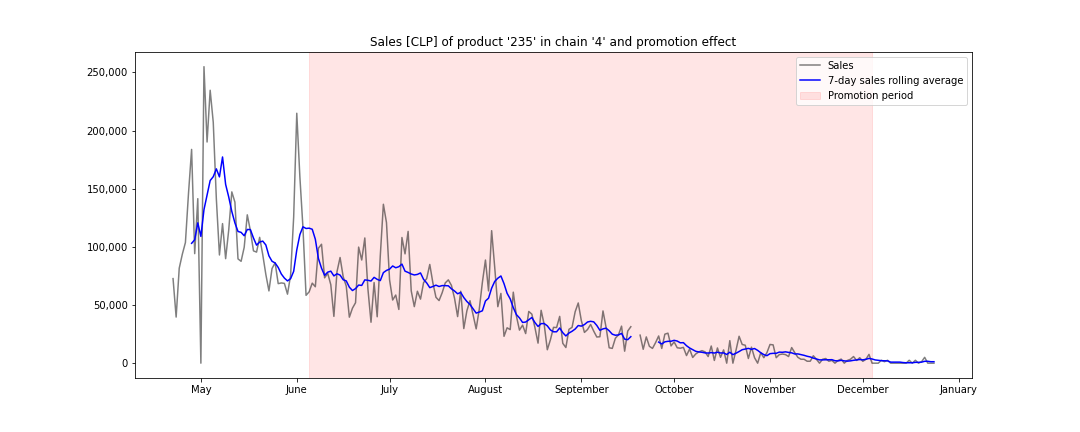 Sales [CLP] of product '235' in chain '4' and promotion effect
250,000
200,000
150,000
100,000
50,000
0
Sales
7-day sales rolling average
Promotion period
May June July August September October November December January